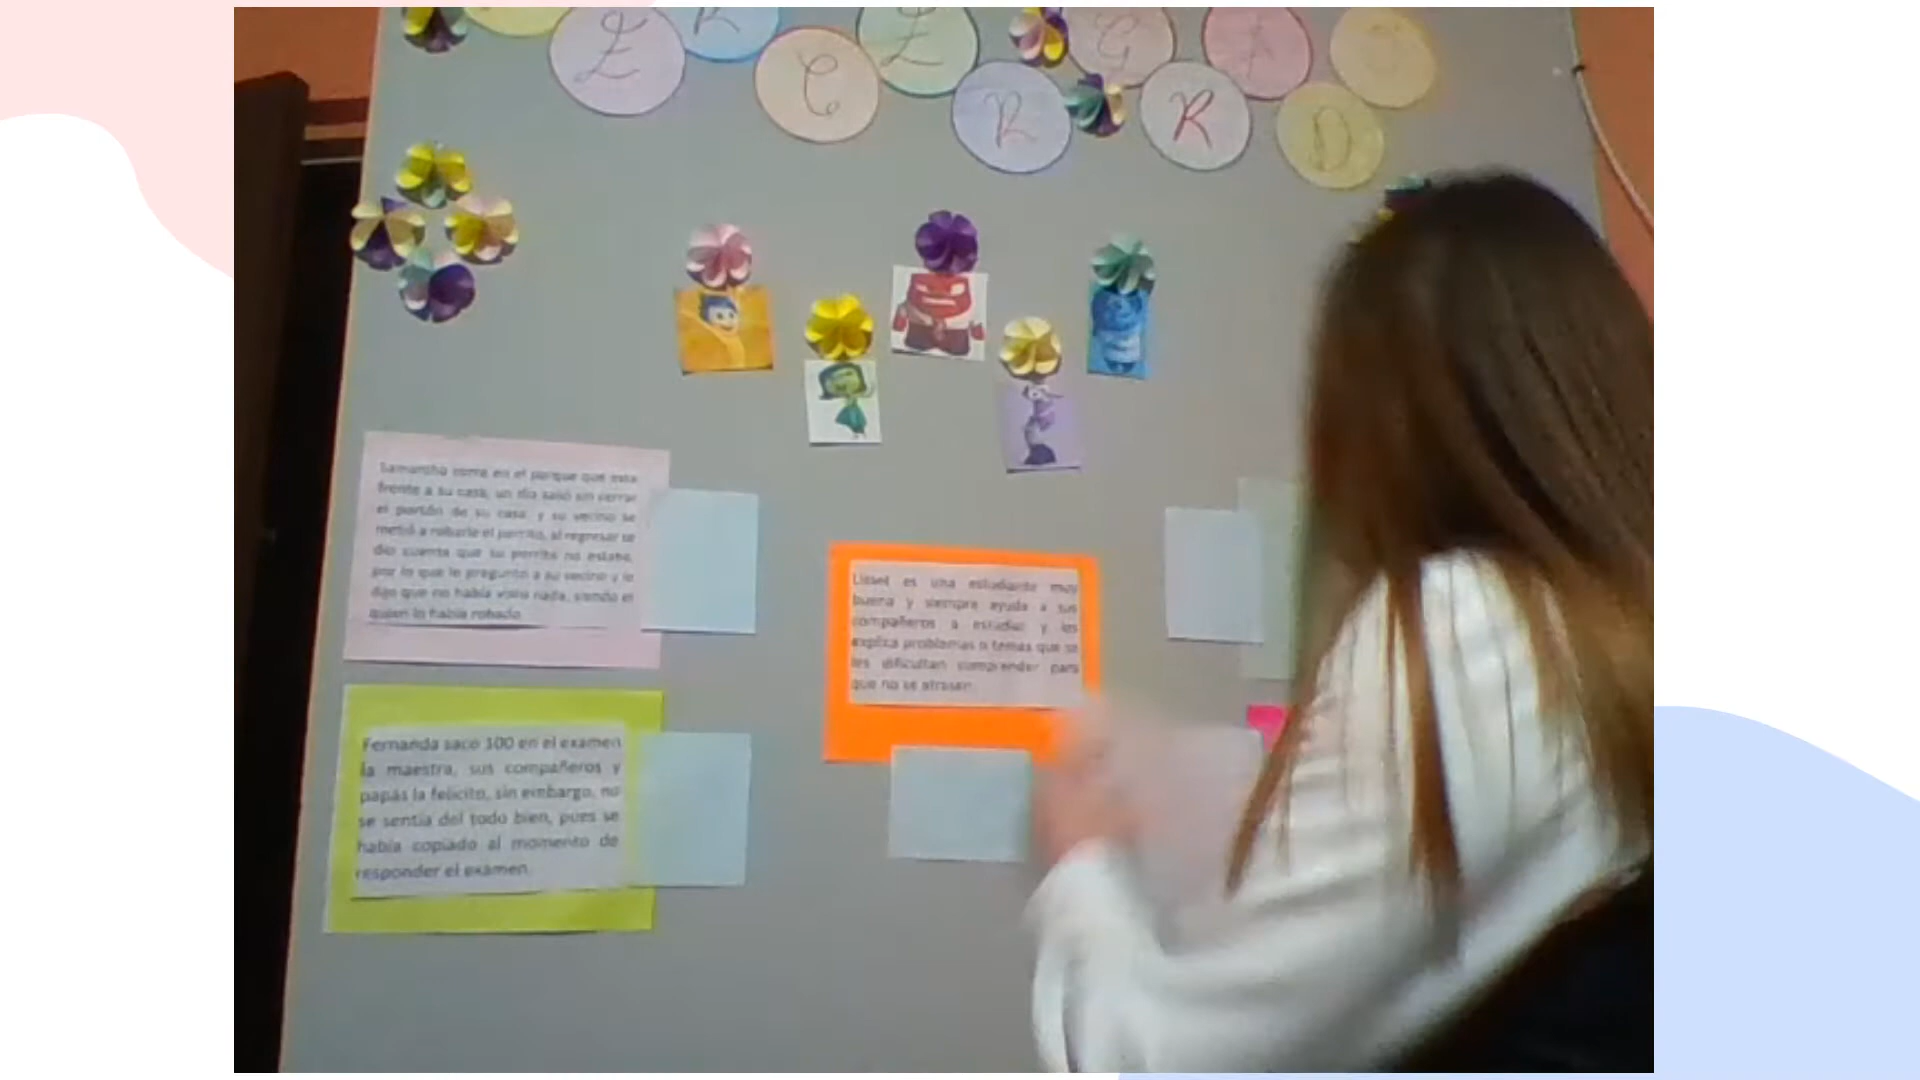 E R C E R G R I D O
Samantha corre en el parque que esta
frente a su casa, un día salió sin cerrar
el portón de su casa, y su vecino se
metió a robarle el perrito, al regresar se
dio cuenta que su perrito no estaba,
por lo que le pregunto a su vecino y le
dijo que no había visto nada, siendo el
quien lo había robado.
Lisset es una estudiante muy
buena y siempre ayuda a sus
compañeros a estudiar y les
explica problemas o temas que se
les dificultan comprender para
que no se atrasen.
Fernanda saco 100 en el examen
la maestra, sus compañeros y
papás la felicito, sin embargo, no
se sentía del todo bien, pues se
había copiado al momento de
responder el examen.